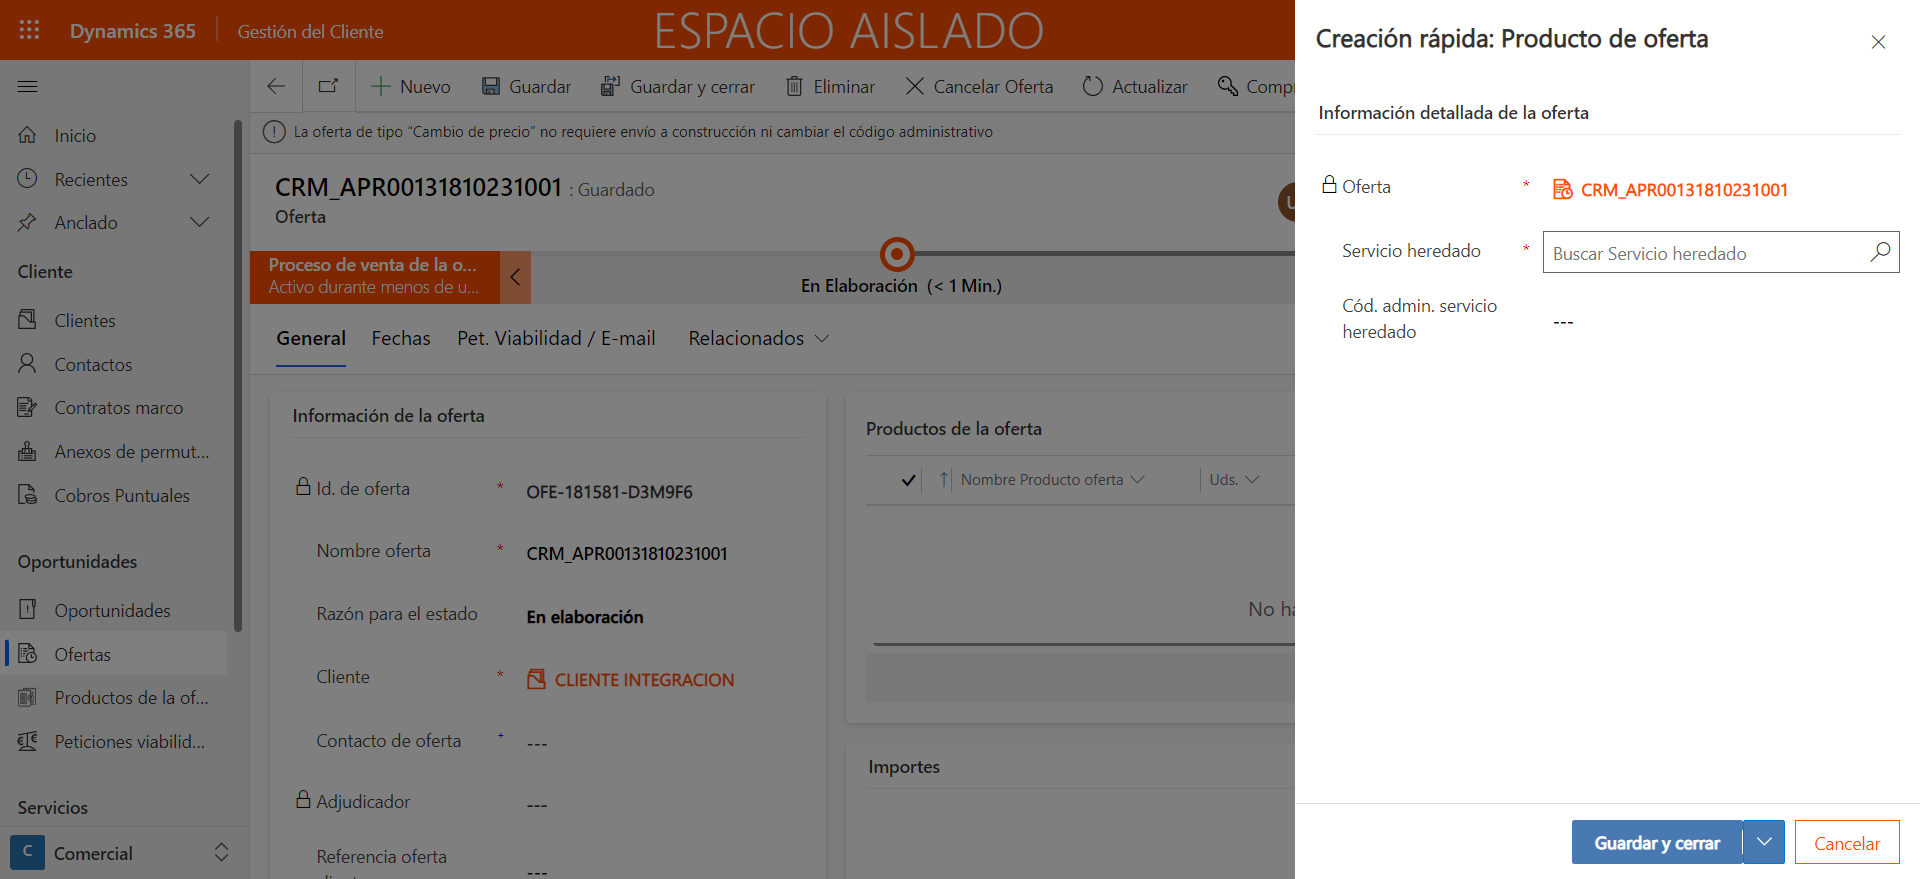 Dynamics 365
Gestión del Cliente
ESPACIO AISLADO
Nuevo
Guardar
Guardar y cerrar
Eliminar
Cancelar Oferta
Actualizar
La oferta de tipo “Cambio de precio” no requiere envío a construcción ni cambiar el código administrativo
Inicio
Recientes
Anclado
Cliente
Clientes
Contactos
Contratos marco
Anexos de permut...
Cobros Puntuales
Oportunidades
Oportunidades
Ofertas
Productos de la of...
Peticiones viabilid...
Servicios
C
Comercial
CRM_APR00131810231001 : Guardado
Oferta
U
Proceso de venta de la o...
Activo durante menos de u...
En Elaboración (< 1 Min.)
General
Fechas
Pet. Viabilidad / E-mail
Relacionados
Información de la oferta
Id. de oferta * OFE-181581-D3M9F6
Nombre oferta * CRM_APR00131810231001
Razón para el estado En elaboración
Cliente * CLIENTE INTEGRACION
Contacto de oferta + ---
Adjudicador ---
Referencia oferta
---
Productos de la oferta
Nombre Producto oferta
Uds.
No
Importes
Creación rápida: Producto de oferta
Información detallada de la oferta
Oferta * CRM_APR00131810231001
Servicio heredado * Buscar Servicio heredado
Cód. admin. servicio
heredado
---
Guardar y cerrar
Cancelar